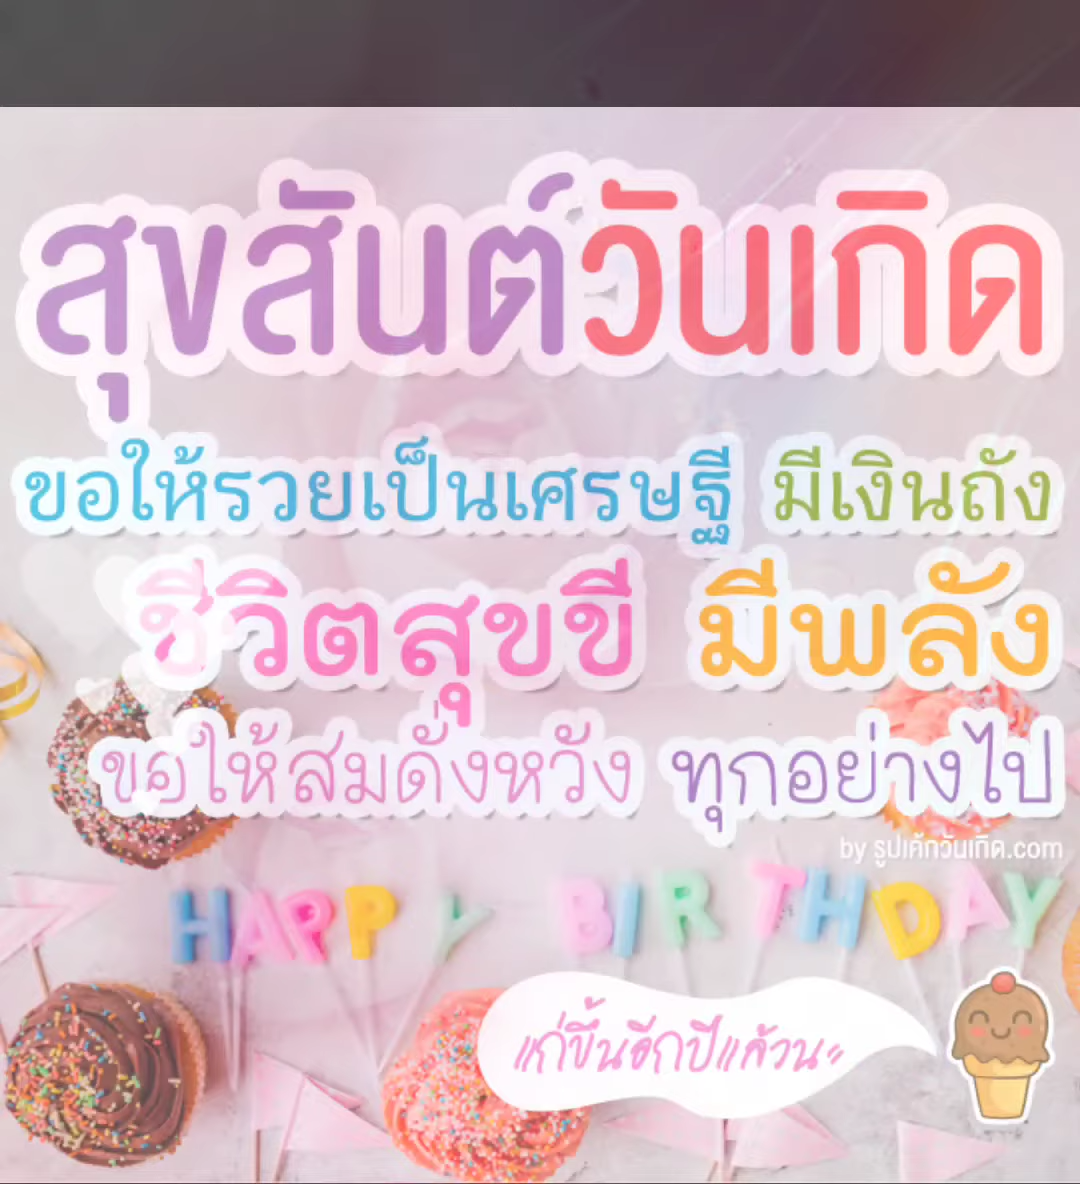 สุขสันต์วันเกิด
ขอให้รวยเป็นเศรษฐี มีเงินถัง
ชีวิตสุขขี มีพลัง
ขอให้สมดั่งหวัง ทุกอย่างไป
by รูปเค้กวันเกิด.com
HAPPY BIRTHDAY
แก่ขึ้นอีกปีแล้วนะ